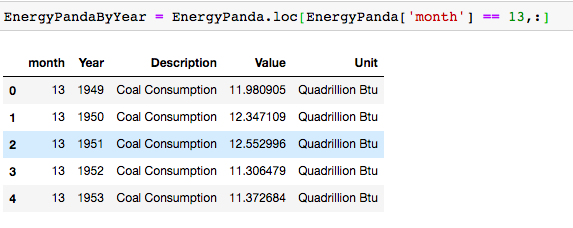 EnergyPandaByYear = EnergyPanda.loc[EnergyPanda['month'] == 13,:]
month Year Description Value Unit
0 13 1949 Coal Consumption 11.980905 Quadrillion Btu
1 13 1950 Coal Consumption 12.347109 Quadrillion Btu
2 13 1951 Coal Consumption 12.552996 Quadrillion Btu
3 13 1952 Coal Consumption 11.306479 Quadrillion Btu
4 13 1953 Coal Consumption 11.372684 Quadrillion Btu